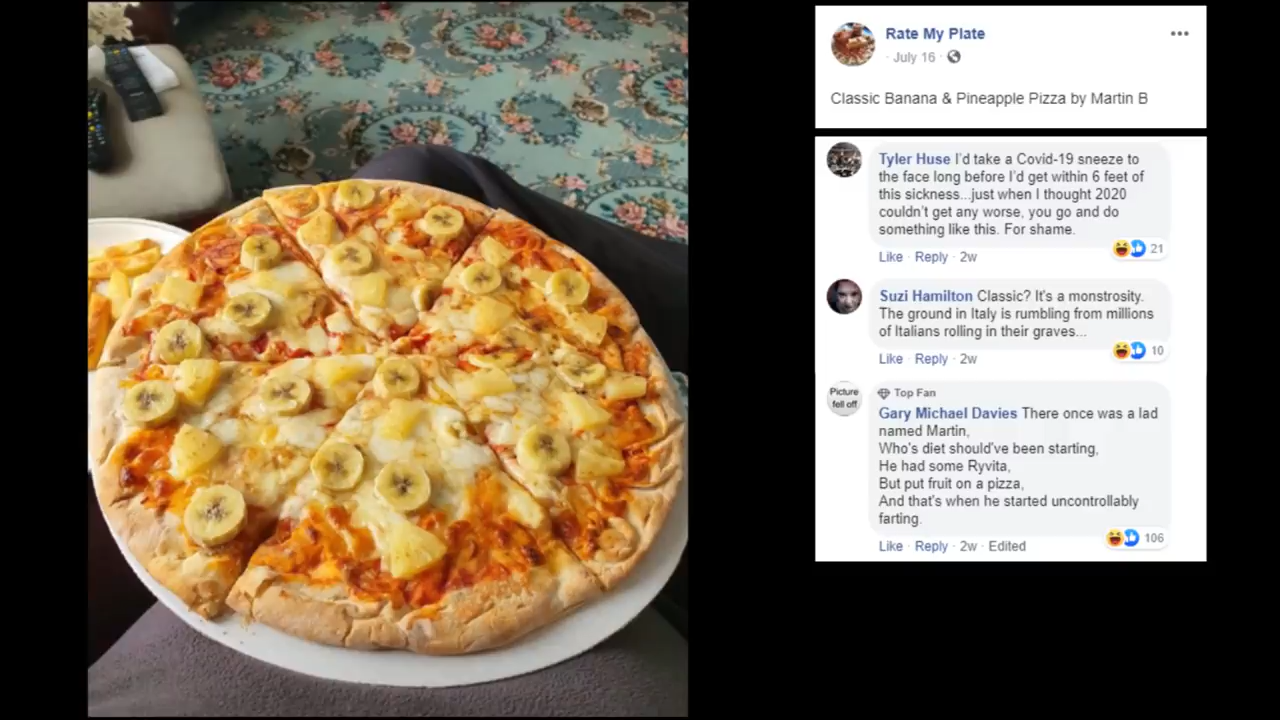 Rate My Plate
· July 16 ·
Classic Banana & Pineapple Pizza by Martin B
Tyler Huse I'd take a Covid-19 sneeze to
the face long before I'd get within 6 feet of
this sickness...just when I thought 2020
couldn't get any worse, you go and do
something like this. For shame.
21
Like · Reply · 2w
Suzi Hamilton Classic? It's a monstrosity.
The ground in Italy is rumbling from millions
of Italians rolling in their graves...
10
Like · Reply · 2w
Picture
fell off
Top Fan
Gary Michael Davies There once was a lad
named Martin,
Who's diet should've been starting,
He had some Ryvita,
But put fruit on a pizza,
And that's when he started uncontrollably
farting.
106
Like · Reply · 2w · Edited